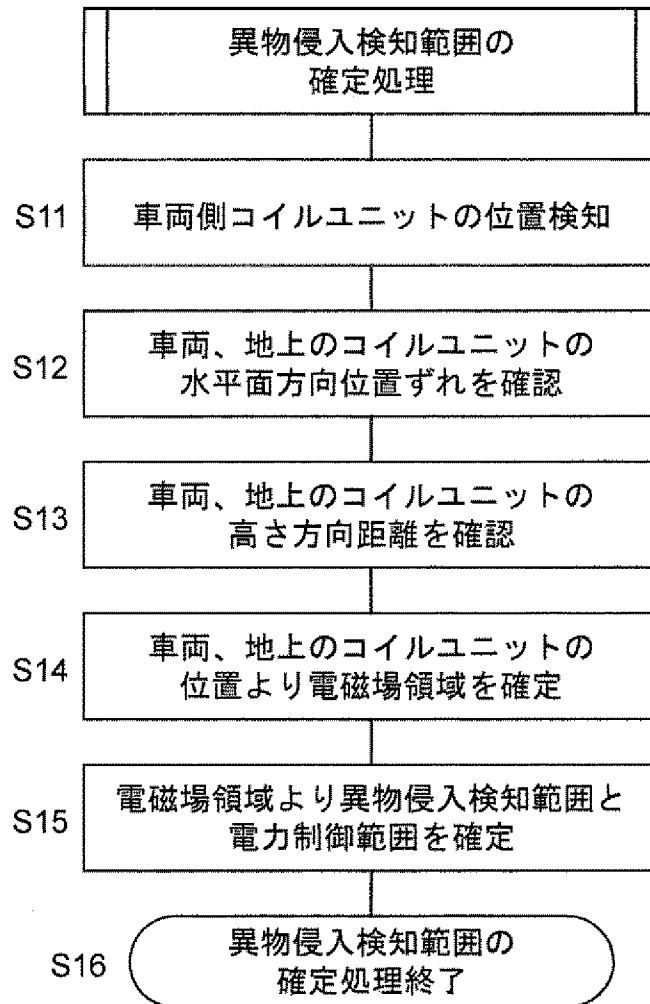 異物侵入検知範囲の
確定処理
S11
車両側コイルユニットの位置検知
S12
車両、地上のコイルユニットの
水平面方向位置ずれを確認
S13
車両、地上のコイルユニットの
高さ方向距離を確認
S14
車両、地上のコイルユニットの
位置より電磁場領域を確定
S15
電磁場領域より異物侵入検知範囲と
電力制御範囲を確定
S16
異物侵入検知範囲の
確定処理終了